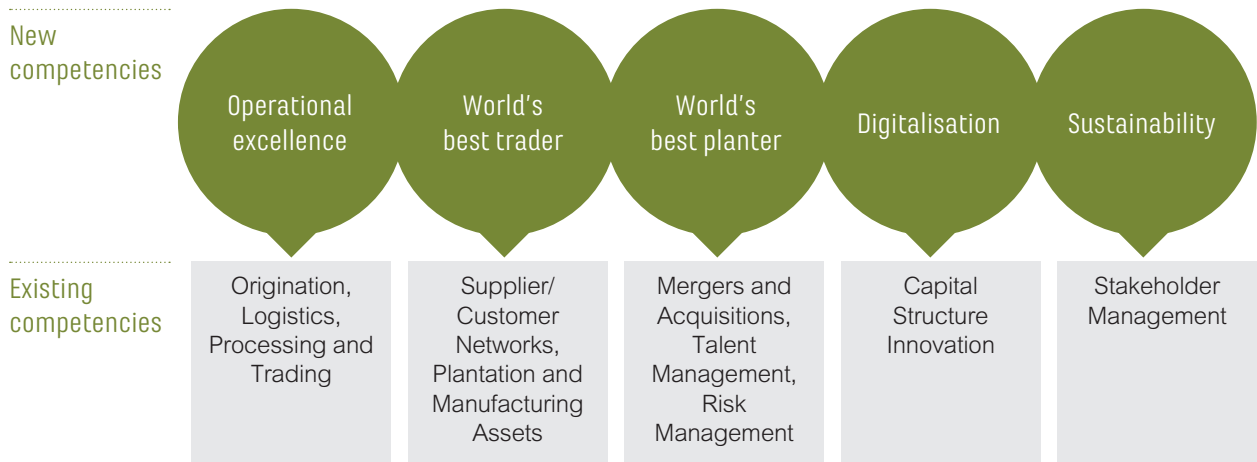 New
competencies
Operational
excellence
World's
best trader
World's
best planter
Digitalisation
Sustainability
Existing
competencies
Origination,
Logistics,
Processing and
Trading
Supplier/
Customer
Networks,
Plantation and
Manufacturing
Assets
Mergers and
Acquisitions,
Talent
Management,
Risk
Management
Capital
Structure
Innovation
Stakeholder
Management